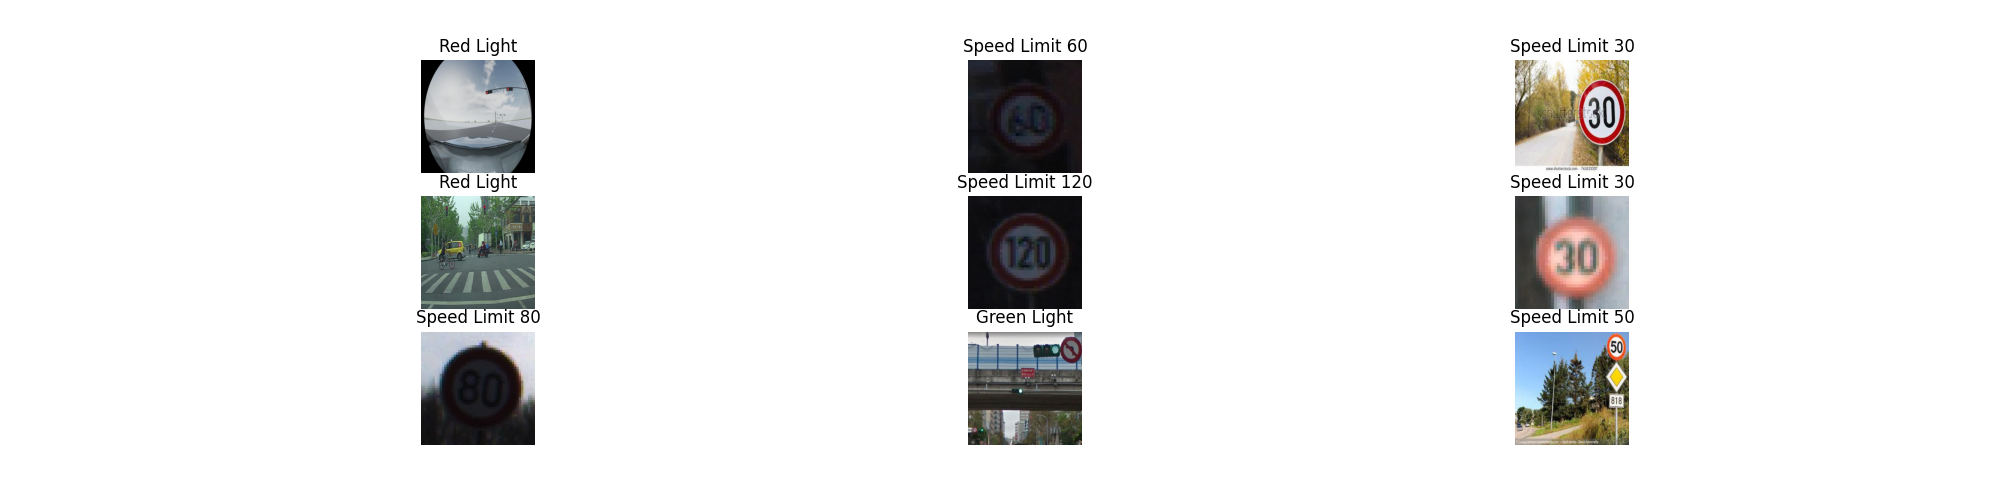 Red Light
Speed Limit 60
Speed Limit 30
60
30
Red Light
Speed Limit 120
Speed Limit 30
120
30
Speed Limit 80
Green Light
Speed Limit 50
80
50
818